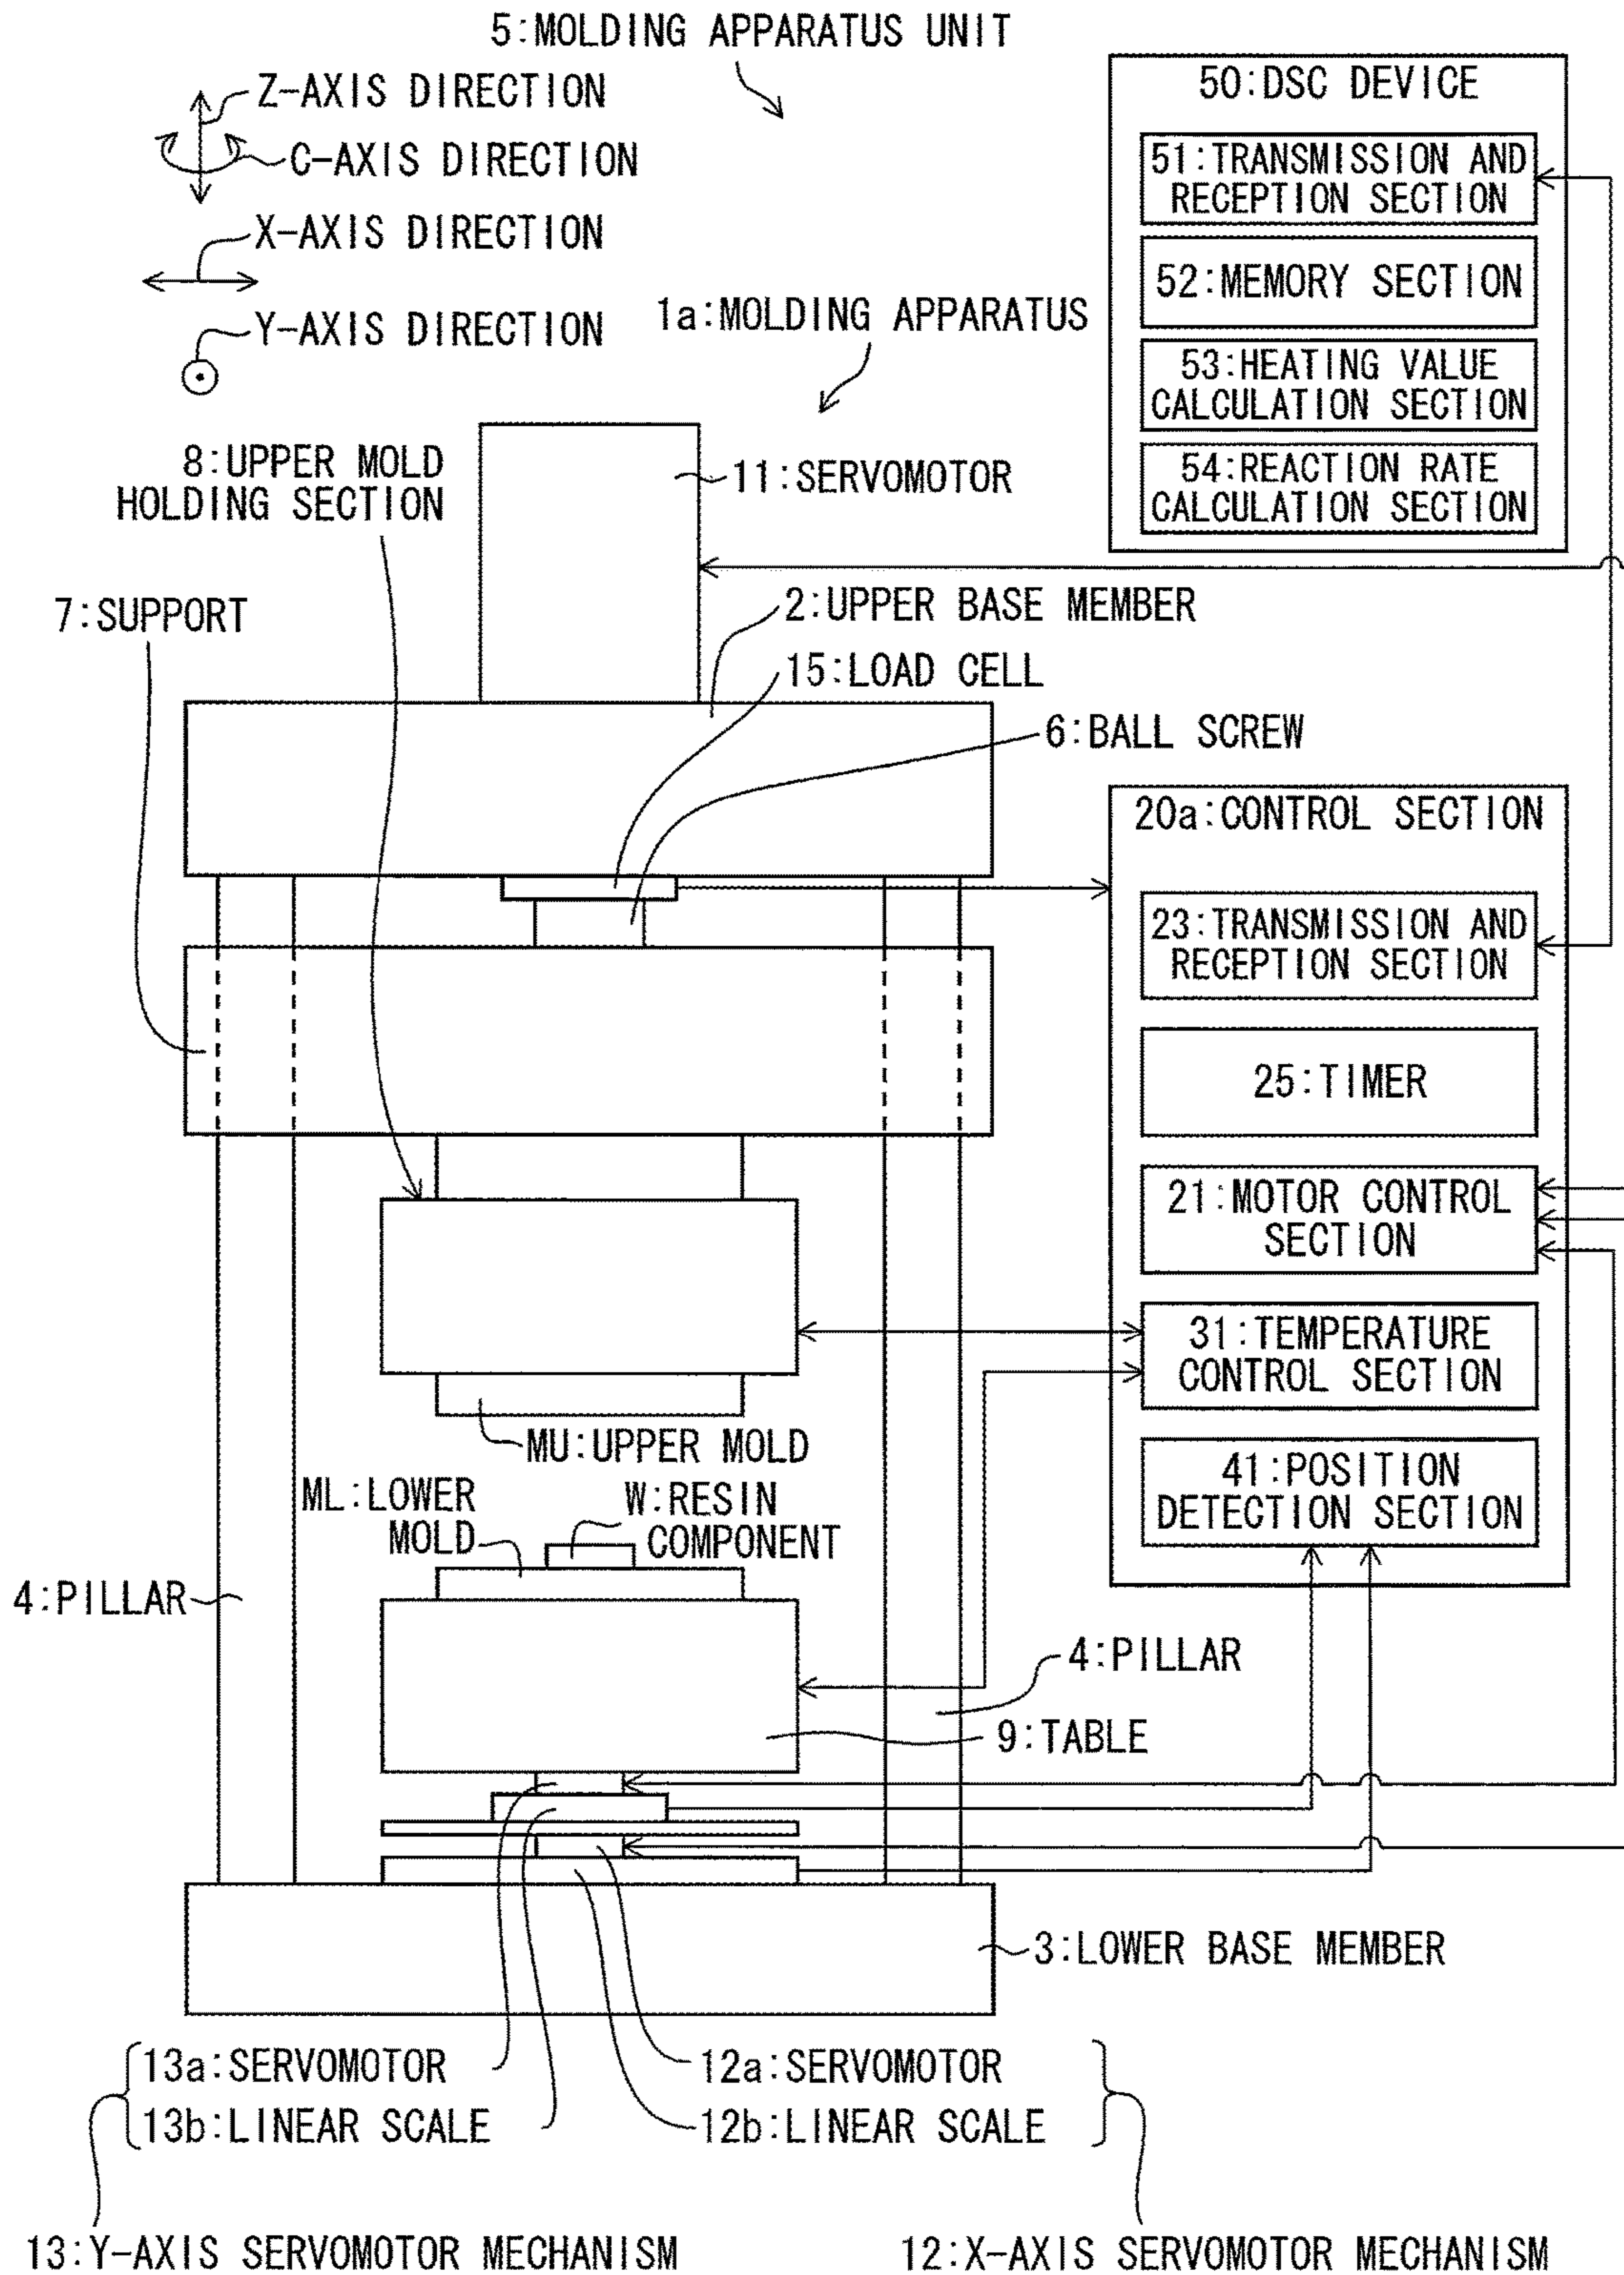 5:MOLDING APPARATUS UNIT
Z-AXIS DIRECTION
C-AXIS DIRECTION
X-AXIS DIRECTION
Y-AXIS DIRECTION
1a:MOLDING APPARATUS
50:DSC DEVICE
51:TRANSMISSION AND
RECEPTION SECTION
52:MEMORY SECTION
53:HEATING VALUE
CALCULATION SECTION
54:REACTION RATE
CALCULATION SECTION
8:UPPER MOLD
HOLDING SECTION
11:SERVOMOTOR
7:SUPPORT
2:UPPER BASE MEMBER
15:LOAD CELL
6:BALL SCREW
20a:CONTROL SECTION
23:TRANSMISSION AND
RECEPTION SECTION
25:TIMER
21:MOTOR CONTROL
SECTION
31:TEMPERATURE
CONTROL SECTION
41:POSITION
DETECTION SECTION
MU:UPPER MOLD
ML:LOWER
MOLD
W:RESIN
COMPONENT
4:PILLAR
4:PILLAR
9:TABLE
3:LOWER BASE MEMBER
13a:SERVOMOTOR
13b:LINEAR SCALE
12a:SERVOMOTOR
12b:LINEAR SCALE
13:Y-AXIS SERVOMOTOR MECHANISM
12:X-AXIS SERVOMOTOR MECHANISM